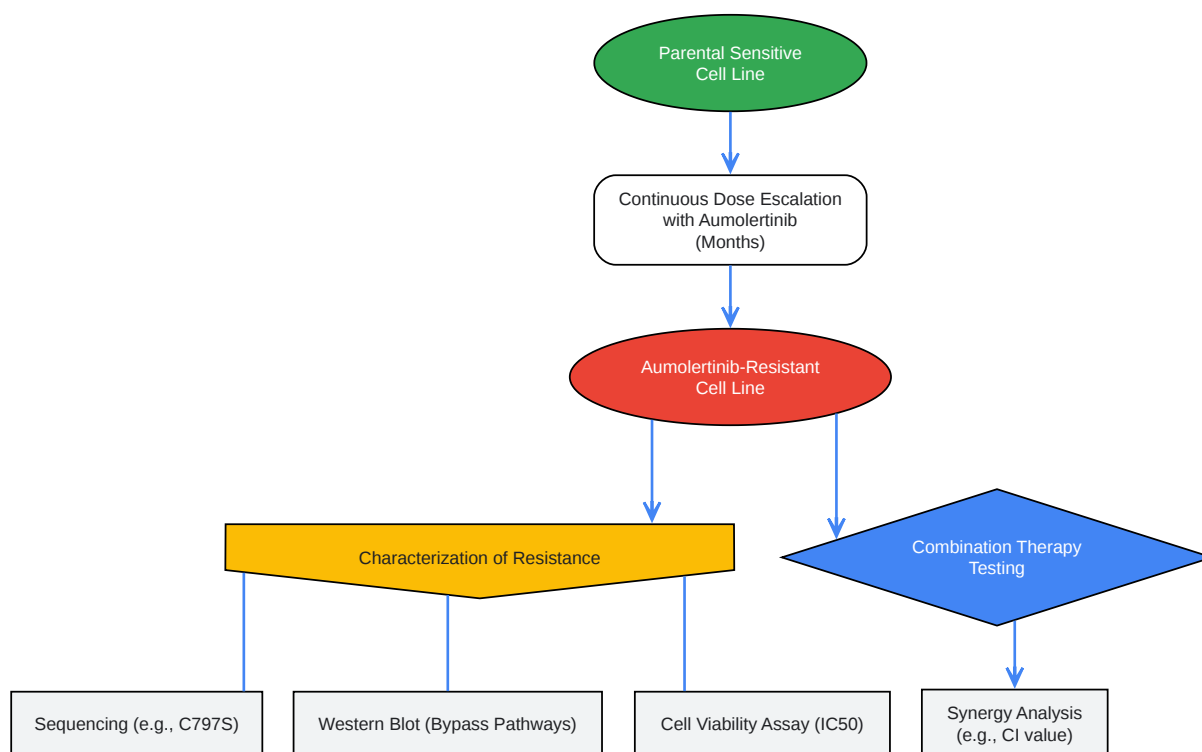 Parental Sensitive
Cell Line
Continuous Dose Escalation
with Aumolertinib
(Months)
Aumolertinib-Resistant
Cell Line
Characterization of Resistance
Combination Therapy
Testing
Sequencing (e.g., C797S)
Western Blot (Bypass Pathways)
Cell Viability Assay (IC50)
Synergy Analysis
(e.g., CI value)